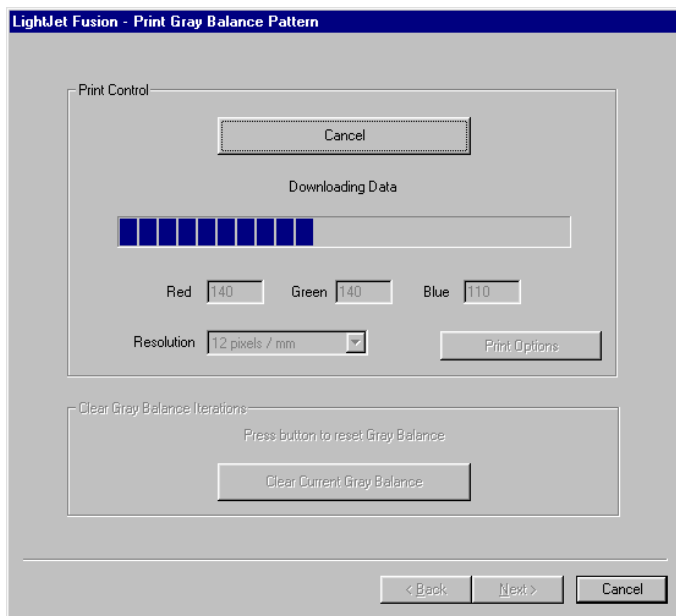 LightJet Fusion - Print Gray Balance Pattern
Print Control
Cancel
Downloading Data
Red 140 Green 140 Blue 110
Resolution 12 pixels / mm Print Options
Clear Gray Balance Iterations
Press button to reset Gray Balance
Clear Current Gray Balance
< Back Next > Cancel